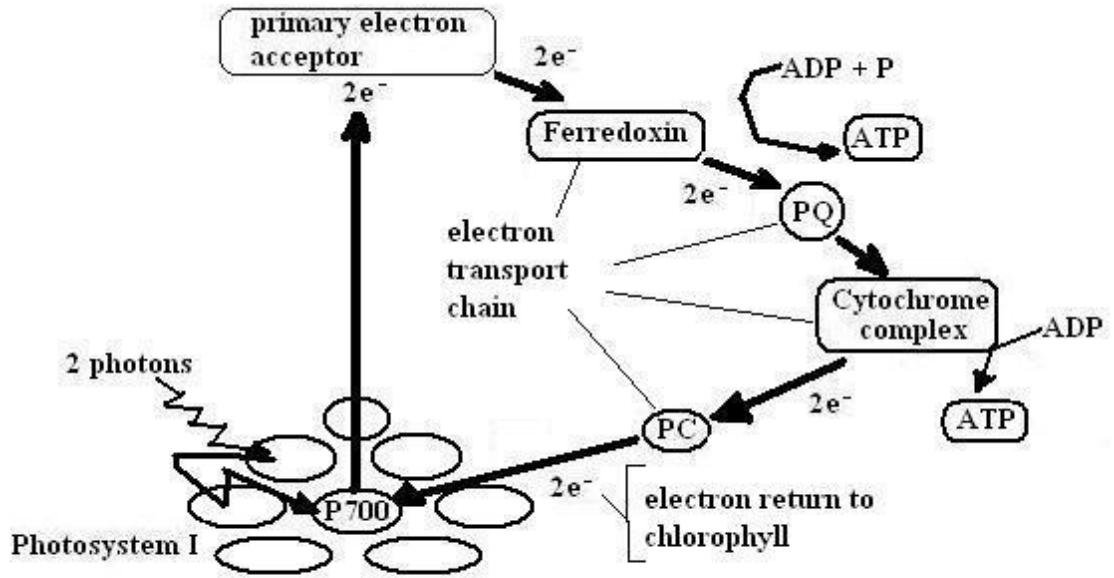 primary electron
acceptor
2e⁻
2e⁻
ADP + P
Ferredoxin
ATP
2e⁻
PQ
electron
transport
chain
Cytochrome
complex
ADP
2 photons
2e⁻
ATP
PC
2e⁻
electron return to
chlorophyll
P700
Photosystem I